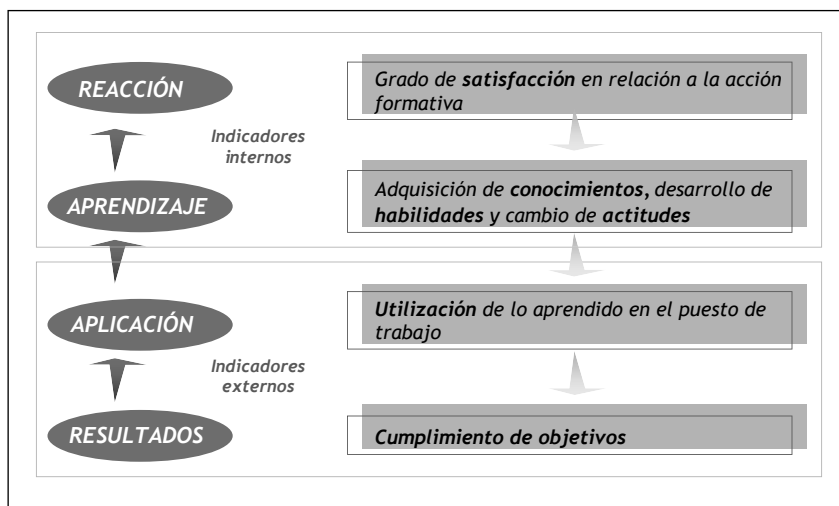 REACCIÓN
Grado de satisfacción en relación a la acción
formativa
Indicadores
internos
APRENDIZAJE
Adquisición de conocimientos, desarrollo de
habilidades y cambio de actitudes
APLICACIÓN
Utilización de lo aprendido en el puesto de
trabajo
Indicadores
externos
RESULTADOS
Cumplimiento de objetivos